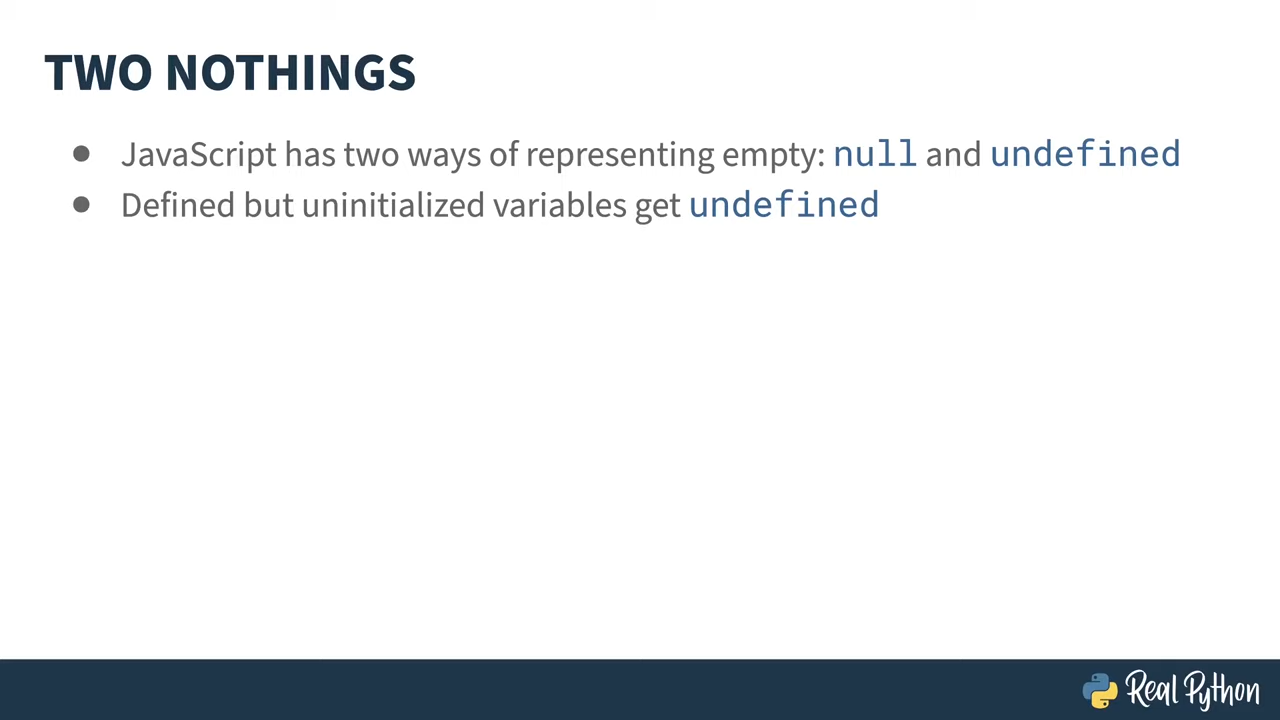 TWO NOTHINGS
● JavaScript has two ways of representing empty: null and undefined
● Defined but uninitialized variables get undefined
Real Python